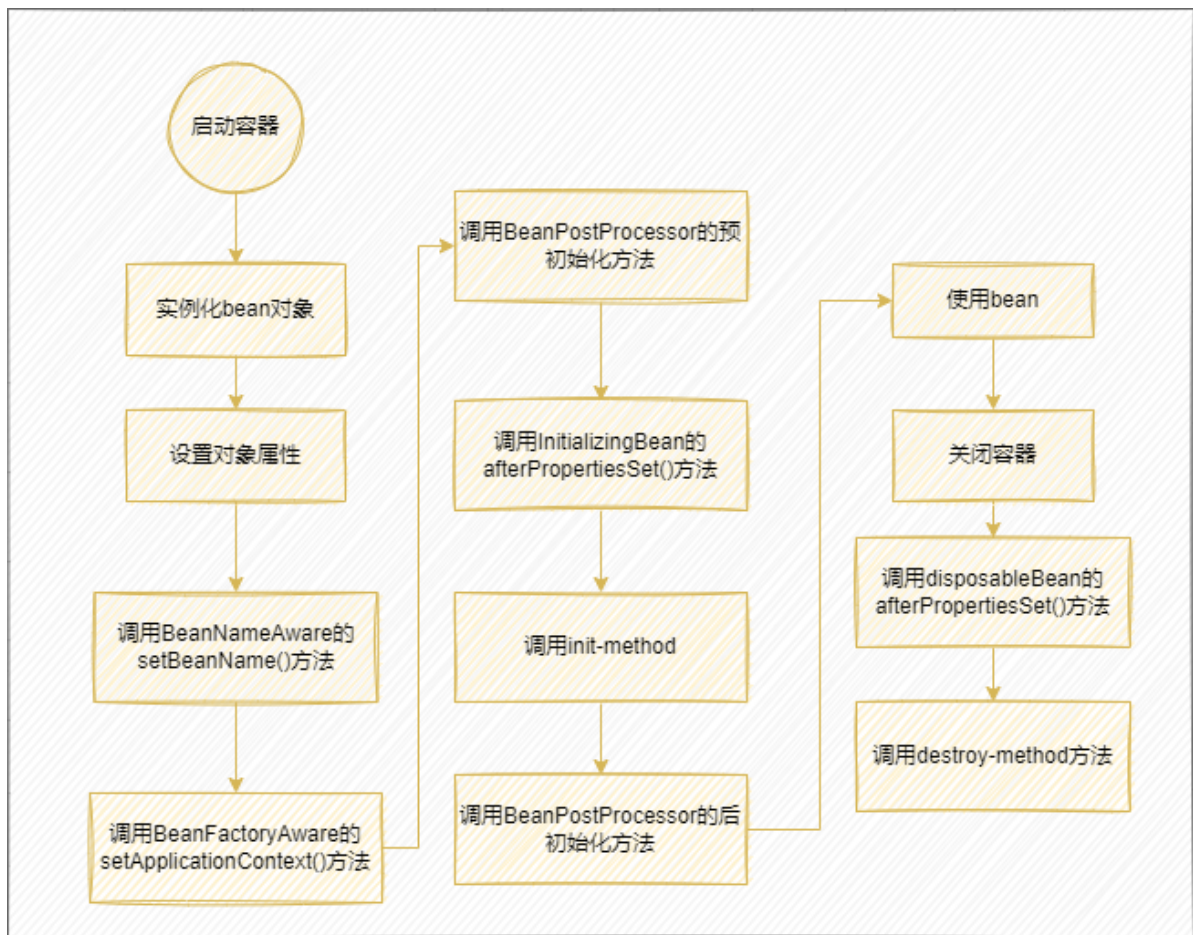 启动容器
实例化bean对象
设置对象属性
调用BeanNameAware的
setBeanName()方法
调用BeanFactoryAware的
setApplicationContext()方法
调用BeanPostProcessor的预
初始化方法
调用InitializingBean的
afterPropertiesSet()方法
调用init-method
调用BeanPostProcessor的后
初始化方法
使用bean
关闭容器
调用disposableBean的
afterPropertiesSet()方法
调用destroy-method方法